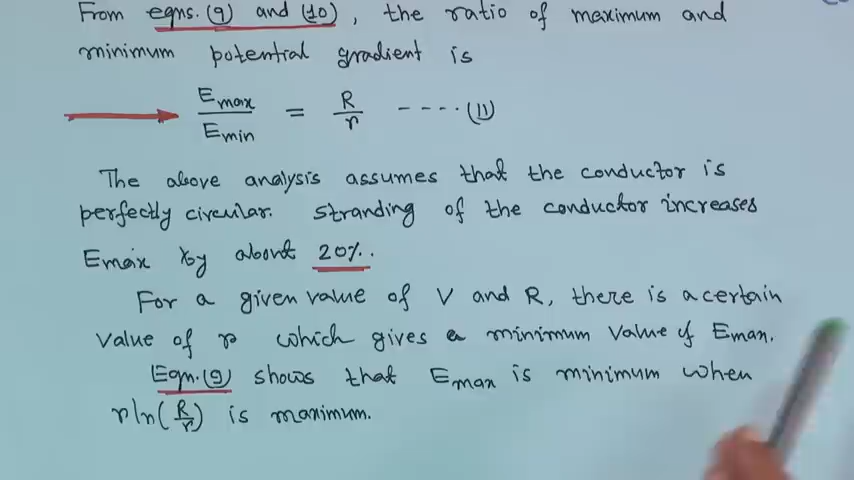 From eqns. (9) and (10), the ratio of maximum and
minimum potential gradient is
E max / E min = R / r ----- (11)
The above analysis assumes that the conductor is
perfectly circular. Stranding of the conductor increases
Emax by about 20%.
For a given value of V and R, there is a certain
value of r which gives a minimum value of Emax.
Eqn. (9) shows that Emax is minimum when
r ln(R/r) is maximum.